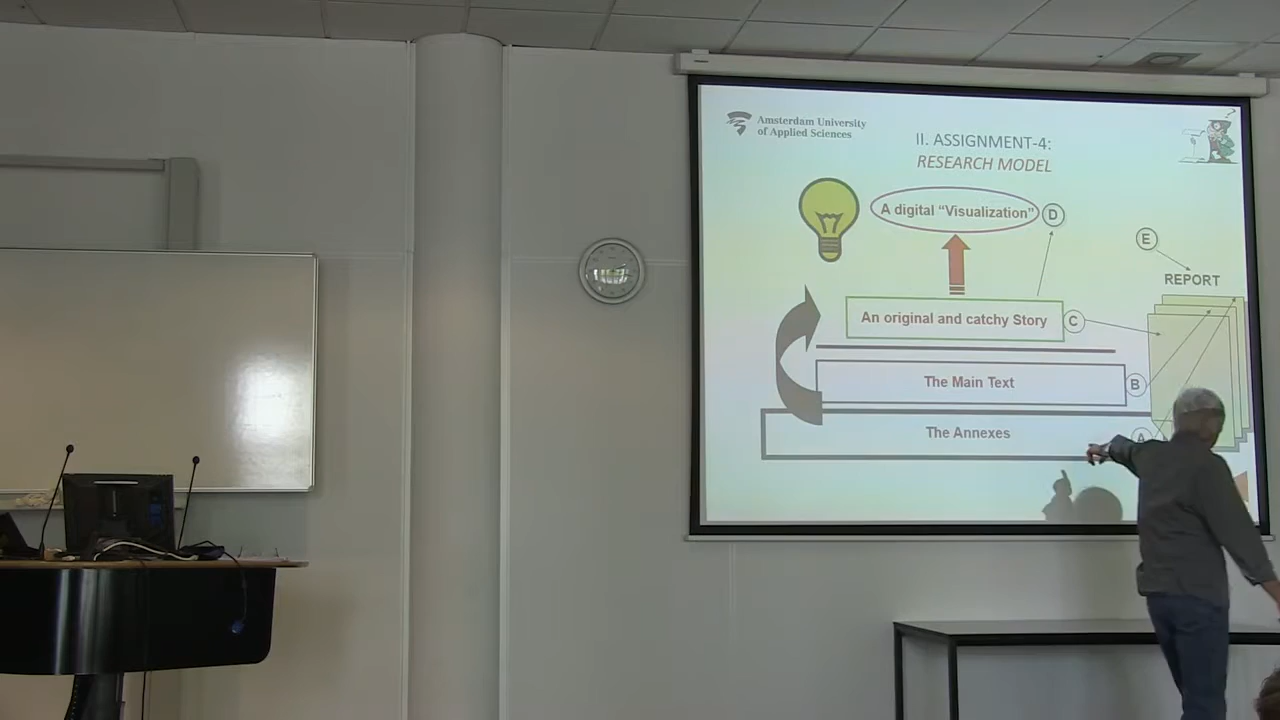 Amsterdam University
of Applied Sciences
II. ASSIGNMENT-4:
RESEARCH MODEL
A digital “Visualization”
D
E
REPORT
An original and catchy Story
C
The Main Text
B
The Annexes
A